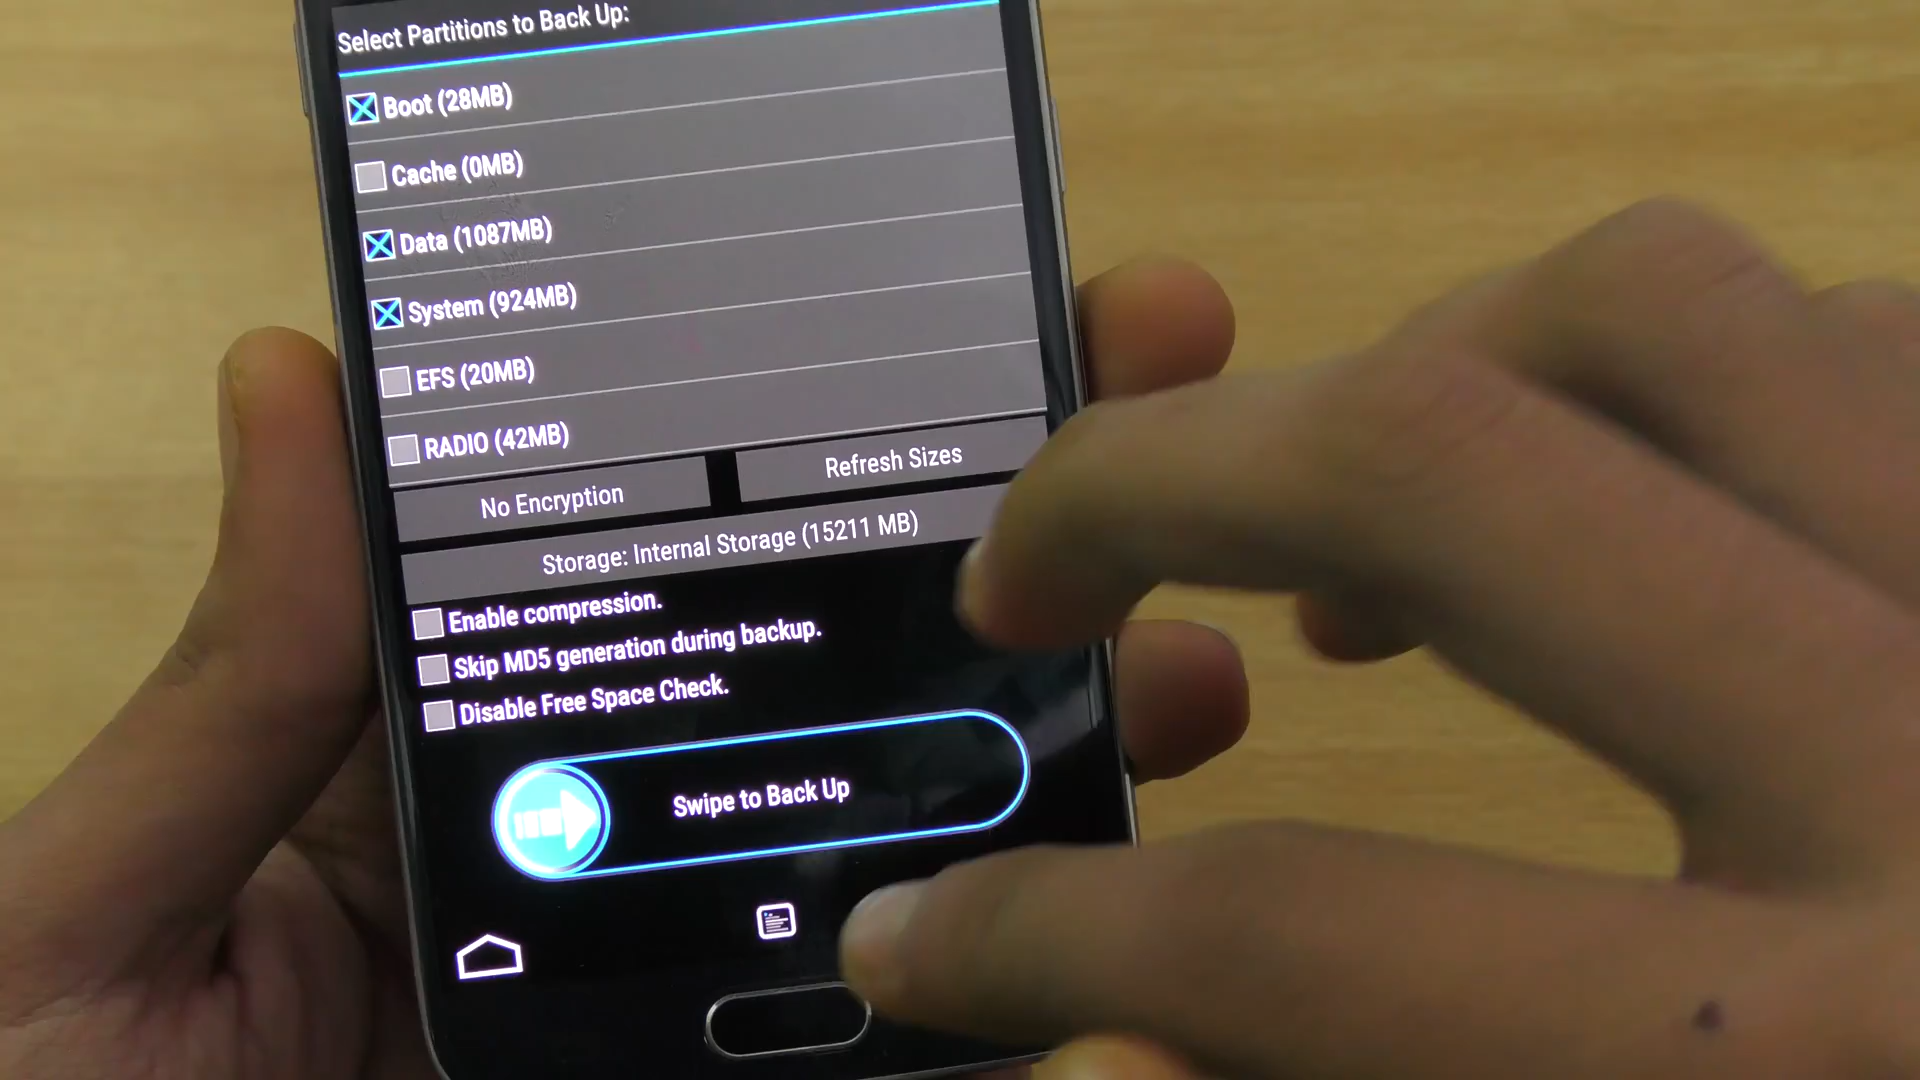 Select Partitions to Back Up:
Boot (28MB)
Cache (0MB)
Data (1087MB)
System (924MB)
EFS (20MB)
RADIO (42MB)
No Encryption
Refresh Sizes
Storage: Internal Storage (15211 MB)
Enable compression.
Skip MD5 generation during backup.
Disable Free Space Check.
Swipe to Back Up